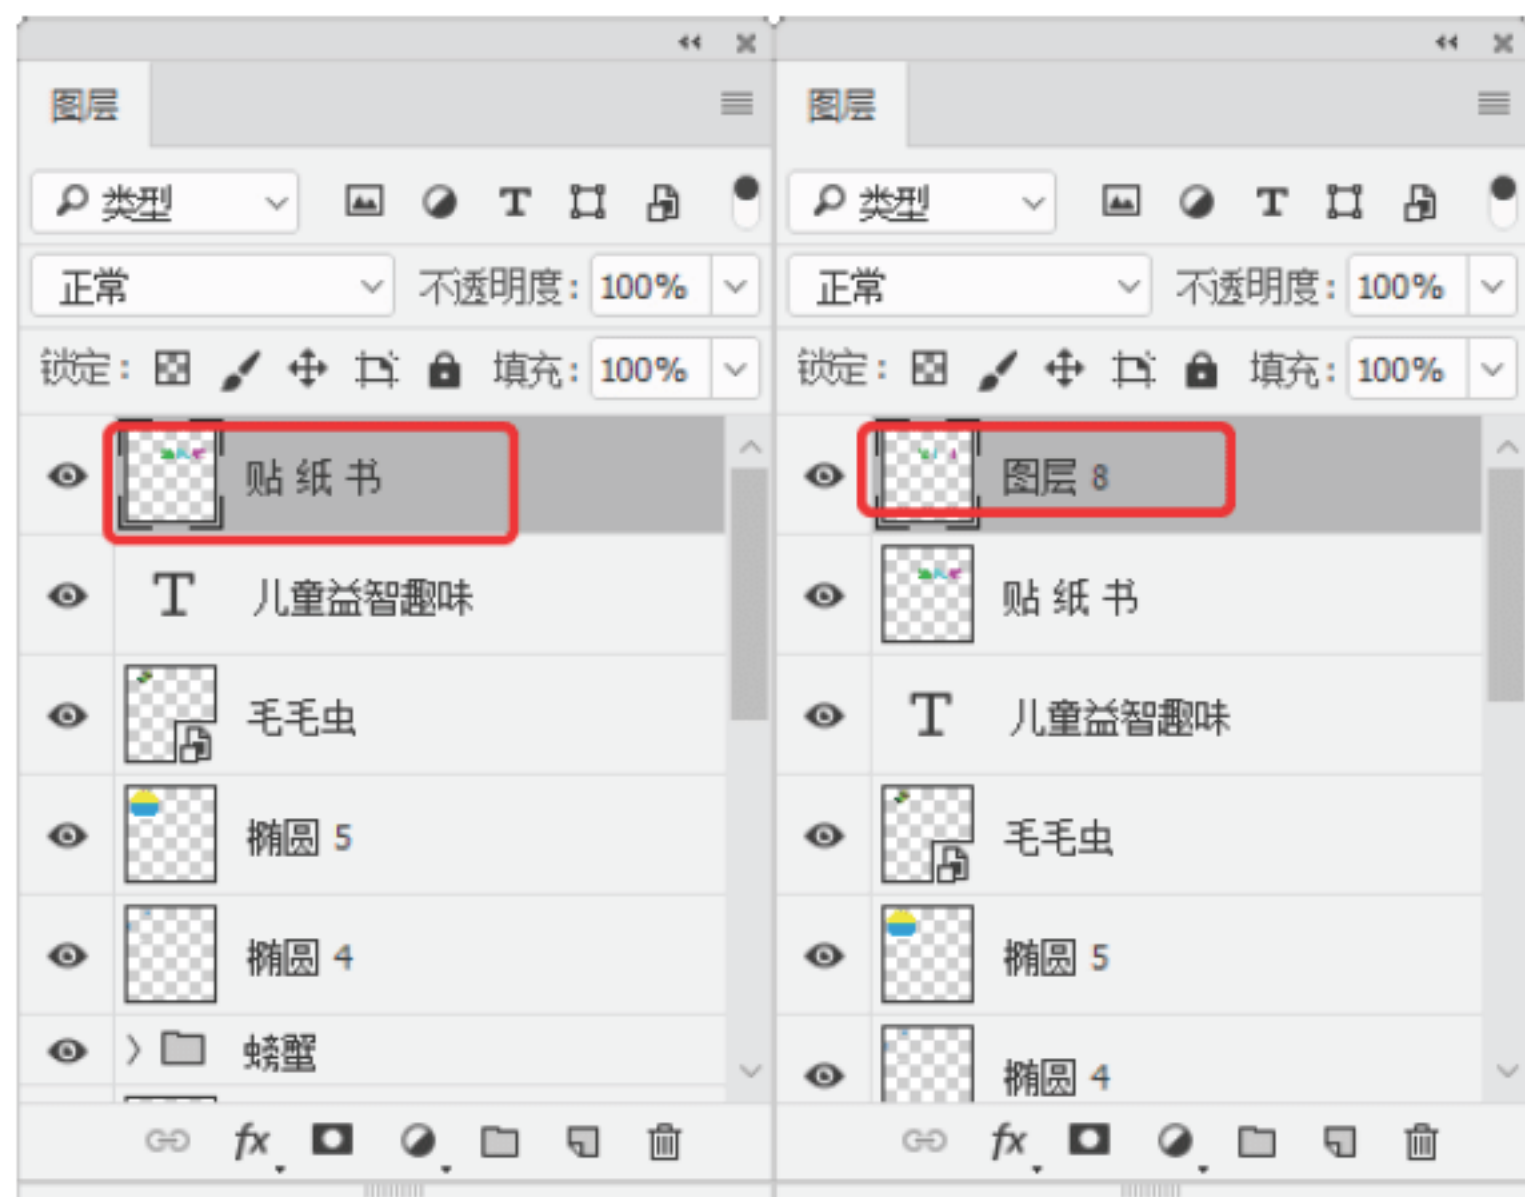 图层
类型
正常 不透明度: 100%
锁定: 填充: 100%
贴 纸 书
T 儿童益智趣味
毛毛虫
椭圆 5
椭圆 4
螃蟹
fx
图层
类型
正常 不透明度: 100%
锁定: 填充: 100%
图层 8
贴 纸 书
T 儿童益智趣味
毛毛虫
椭圆 5
椭圆 4
fx